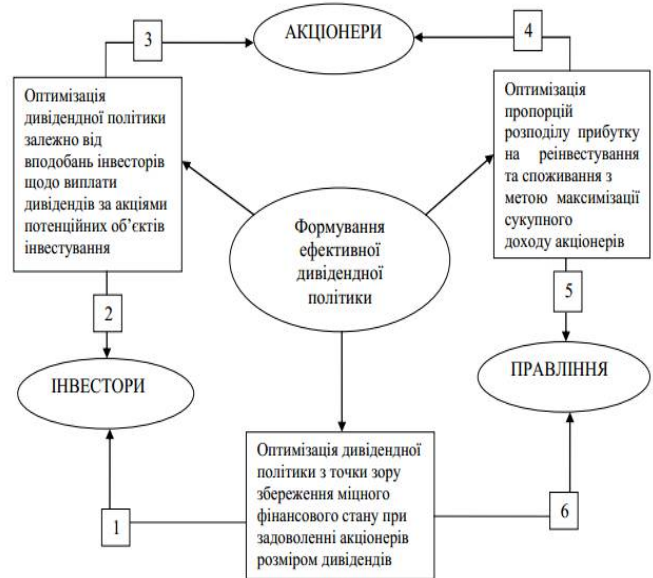 3
АКЦІОНЕРИ
4
Оптимізація
дивідендної політики
залежно від
вподобань інвесторів
щодо виплати
дивідендів за акціями
потенційних об’єктів
інвестування
Оптимізація
пропорцій
розподілу прибутку
на реінвестування
та споживання з
метою максимізації
сукупного
доходу акціонерів
Формування
ефективної
дивідендної
політики
2
5
ІНВЕСТОРИ
ПРАВЛІННЯ
Оптимізація дивідендної
політики з точки зору
збереження міцного
фінансового стану при
задоволенні акціонерів
розміром дивідендів
1
6